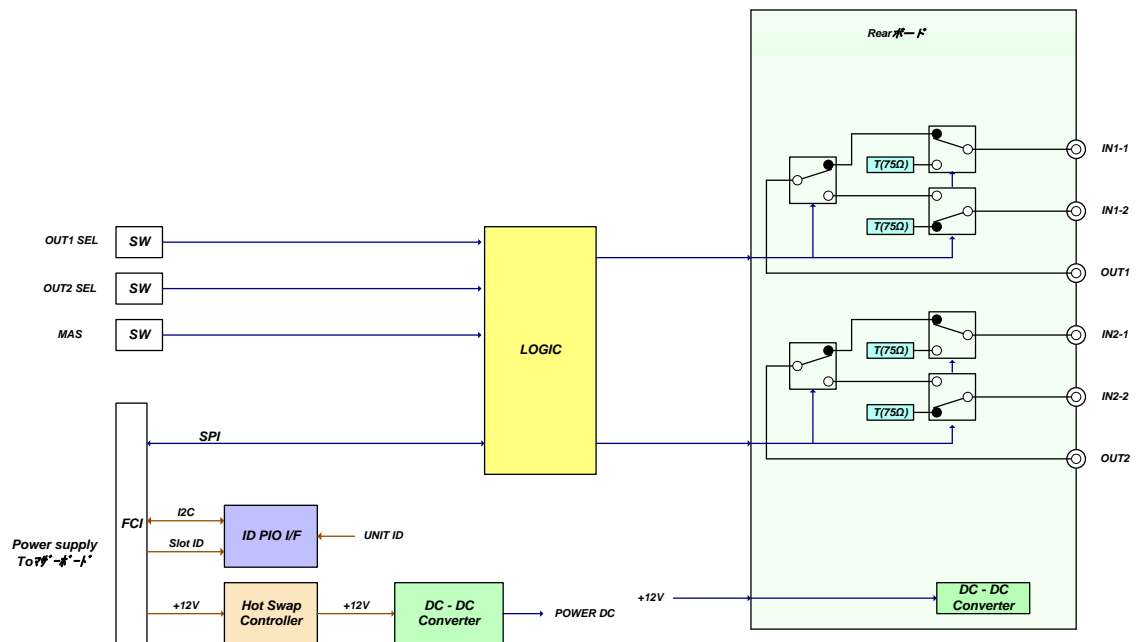 Rearボード
IN1-1
T(75Ω)
IN1-2
T(75Ω)
OUT1
OUT1 SEL
SW
OUT2 SEL
SW
MAS
SW
LOGIC
IN2-1
T(75Ω)
IN2-2
T(75Ω)
OUT2
SPI
FCI
I2C
ID PIO I/F
UNIT ID
Slot ID
Power supply
Toマザーボード
+12V
Hot Swap
Controller
+12V
DC - DC
Converter
POWER DC
+12V
DC - DC
Converter